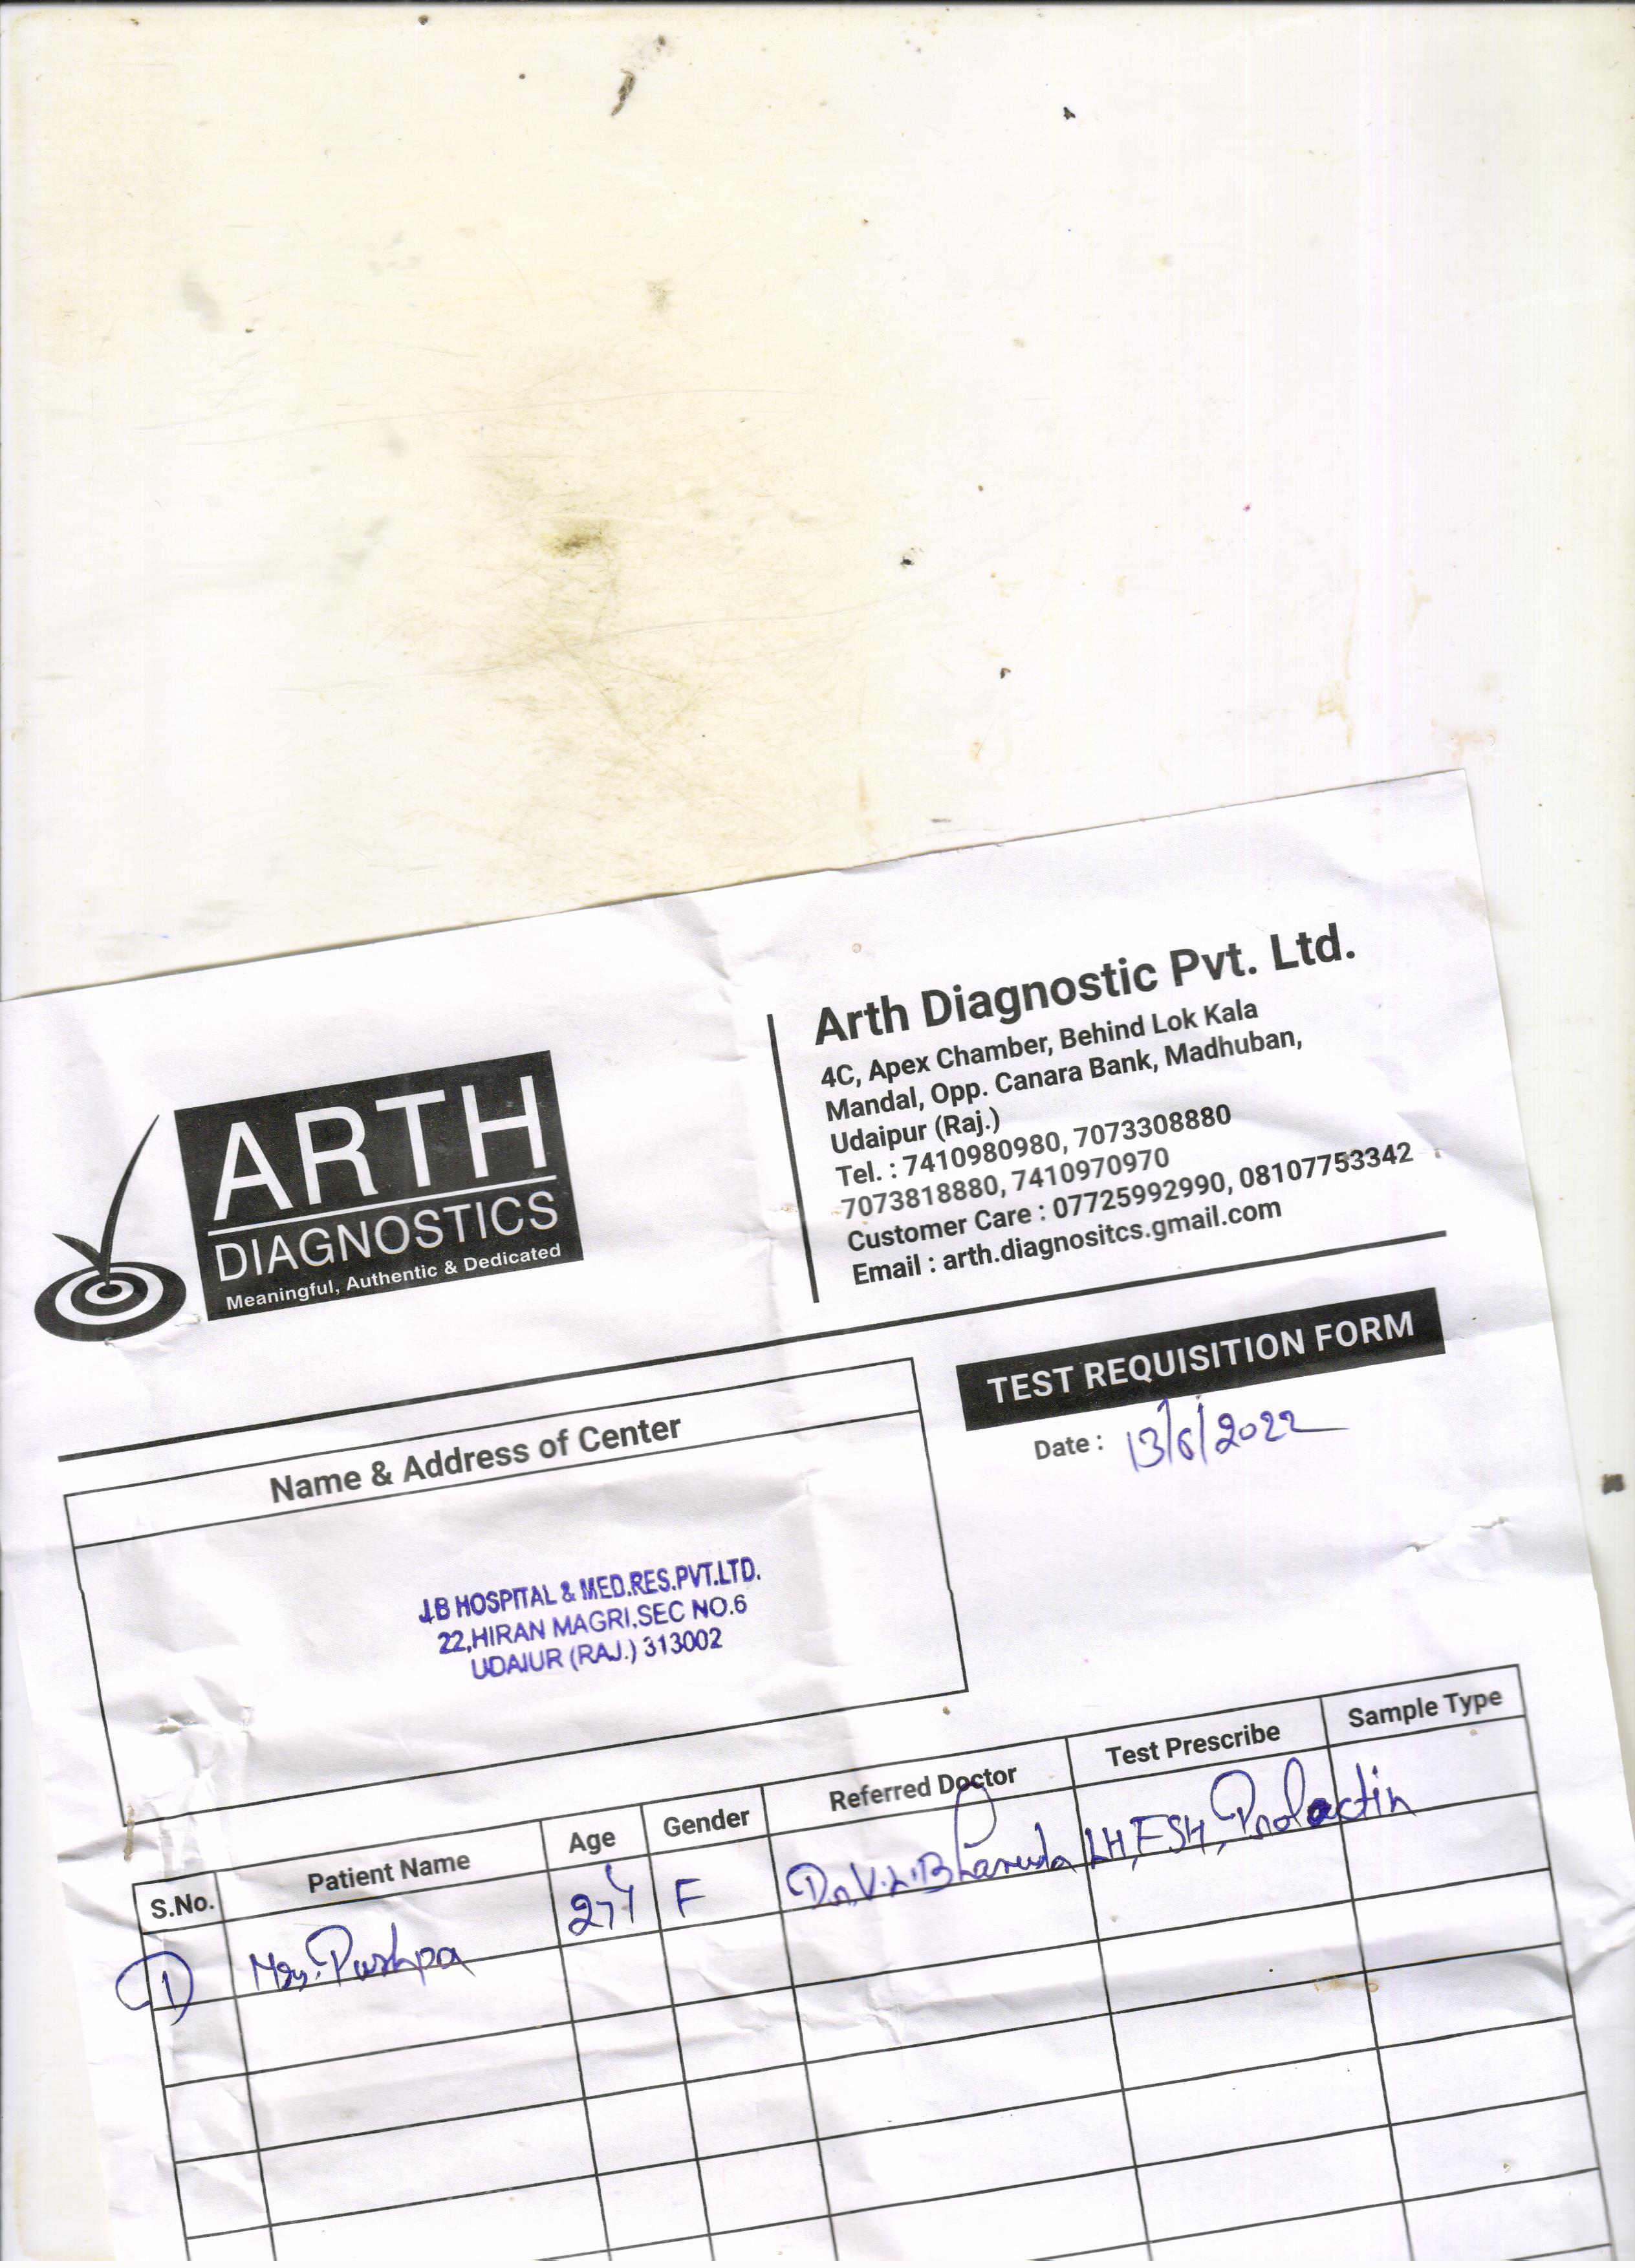 ARTH
DIAGNOSTICS
Meaningful, Authentic & Dedicated
Arth Diagnostic Pvt. Ltd.
4C, Apex Chamber, Behind Lok Kala
Mandal, Opp. Canara Bank, Madhuban,
Udaipur (Raj.)
Tel. : 7410980980, 7073308880
7073818880, 7410970970
Customer Care : 07725992990, 08107753342
Email : arth.diagnositcs.gmail.com
TEST REQUISITION FORM
Date : 13/6/2022
Name & Address of Center
J.B HOSPITAL & MED.RES.PVT.LTD.
22,HIRAN MAGRI,SEC NO.6
UDAIUR (RAJ.) 313002
S.No. Patient Name Age Gender Referred Doctor Test Prescribe Sample Type
1) Mrs. Pushpa 27Y F Dr. LH, FSH, Prolactin